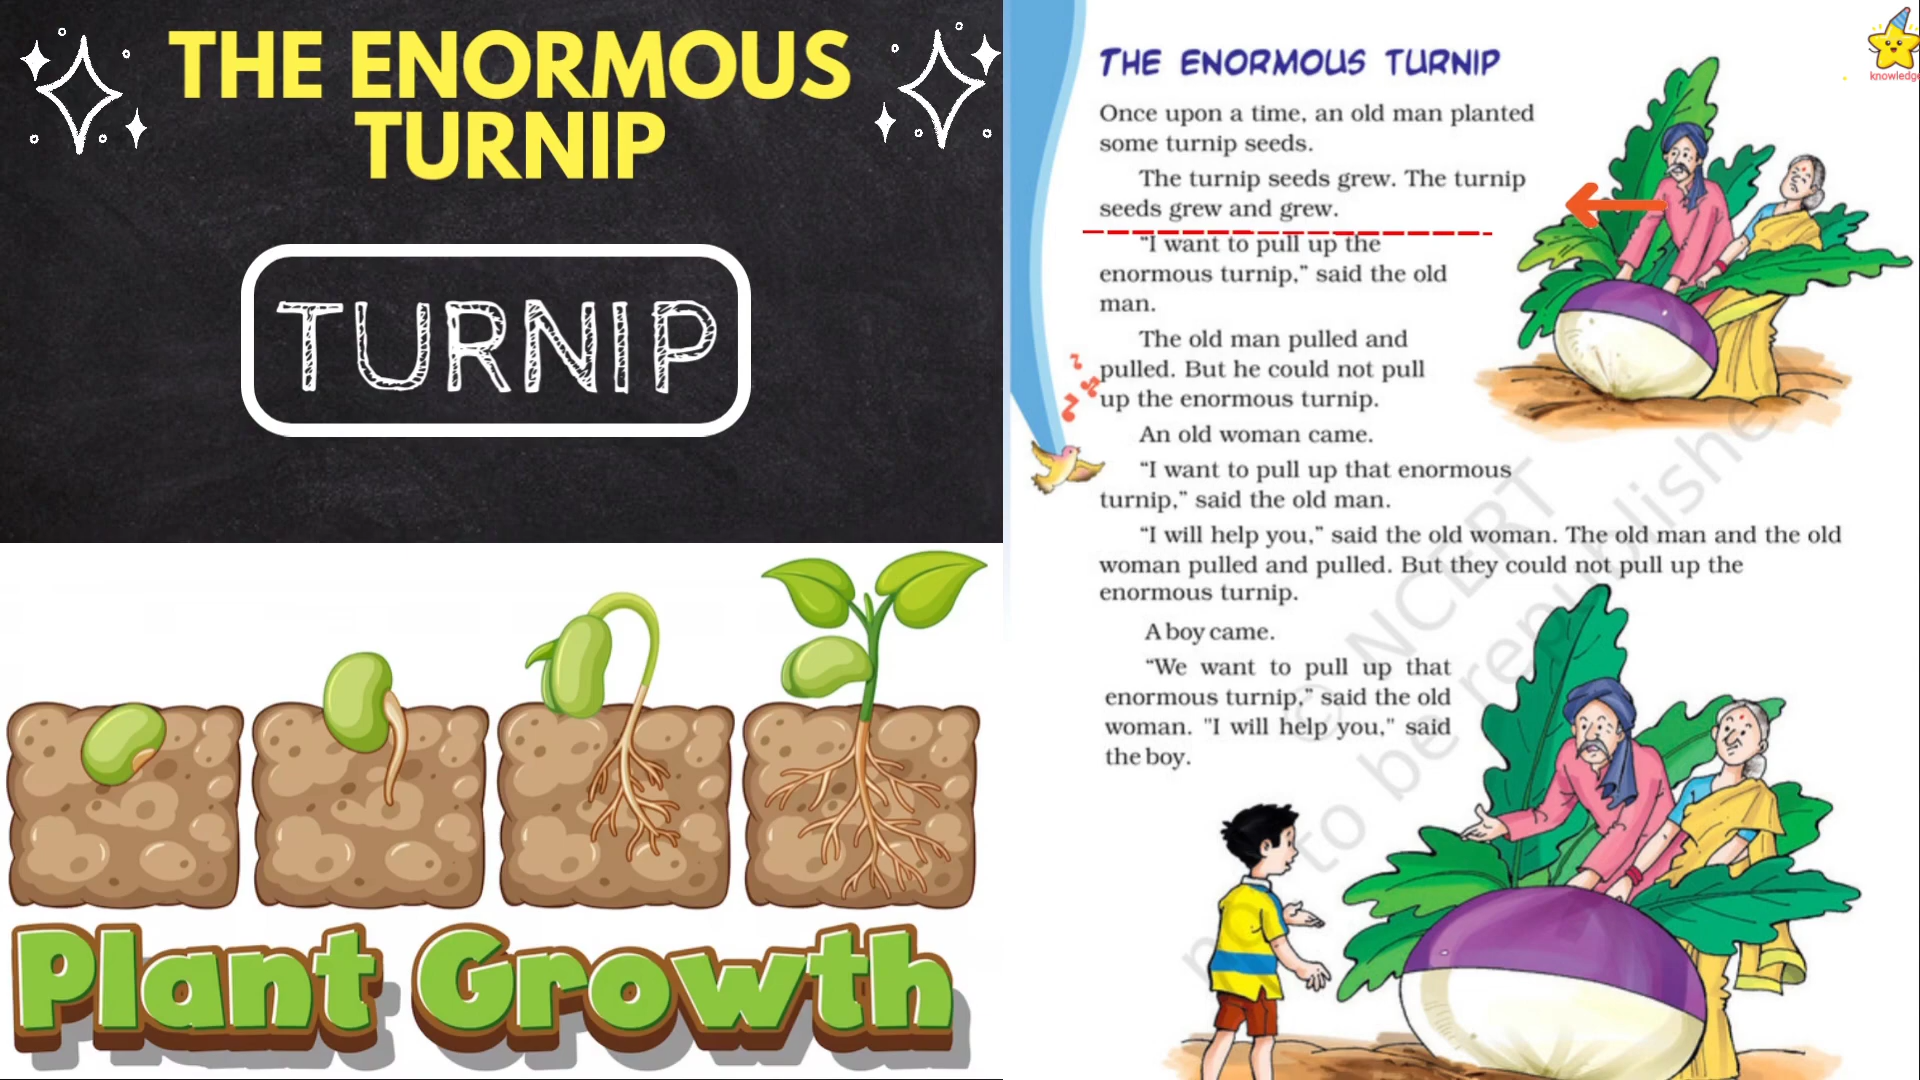 THE ENORMOUS
TURNIP
TURNIP
Plant Growth
knowledge
THE ENORMOUS TURNIP
Once upon a time, an old man planted
some turnip seeds.
The turnip seeds grew. The turnip
seeds grew and grew.
"I want to pull up the
enormous turnip," said the old
man.
The old man pulled and
pulled. But he could not pull
up the enormous turnip.
An old woman came.
"I want to pull up that enormous
turnip," said the old man.
"I will help you," said the old woman. The old man and the old
woman pulled and pulled. But they could not pull up the
enormous turnip.
A boy came.
"We want to pull up that
enormous turnip," said the old
woman. "I will help you," said
the boy.
© NCERT
not to be republished